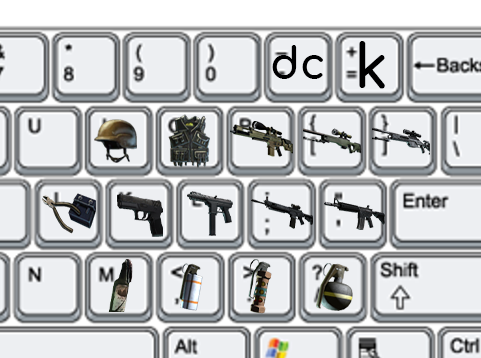 & * ( ) – +
7 8 9 0 dc =k ←Backs
U I P { } |
[ ] \
J K L : " Enter
; '
N M < > ? Shift
,
Alt Ctrl